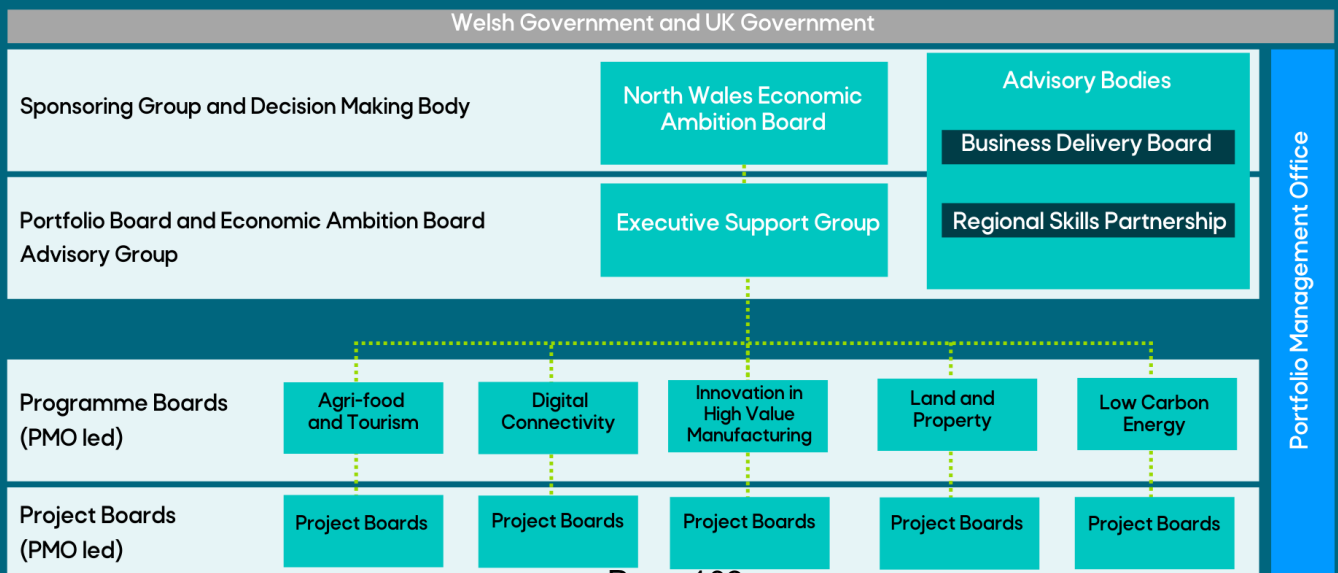 Welsh Government and UK Government
Sponsoring Group and Decision Making Body
North Wales Economic
Ambition Board
Advisory Bodies
Business Delivery Board
Portfolio Board and Economic Ambition Board
Advisory Group
Executive Support Group
Regional Skills Partnership
Portfolio Management Office
Programme Boards
(PMO led)
Agri-food
and Tourism
Digital
Connectivity
Innovation in
High Value
Manufacturing
Land and
Property
Low Carbon
Energy
Project Boards
(PMO led)
Project Boards
Project Boards
Project Boards
Project Boards
Project Boards